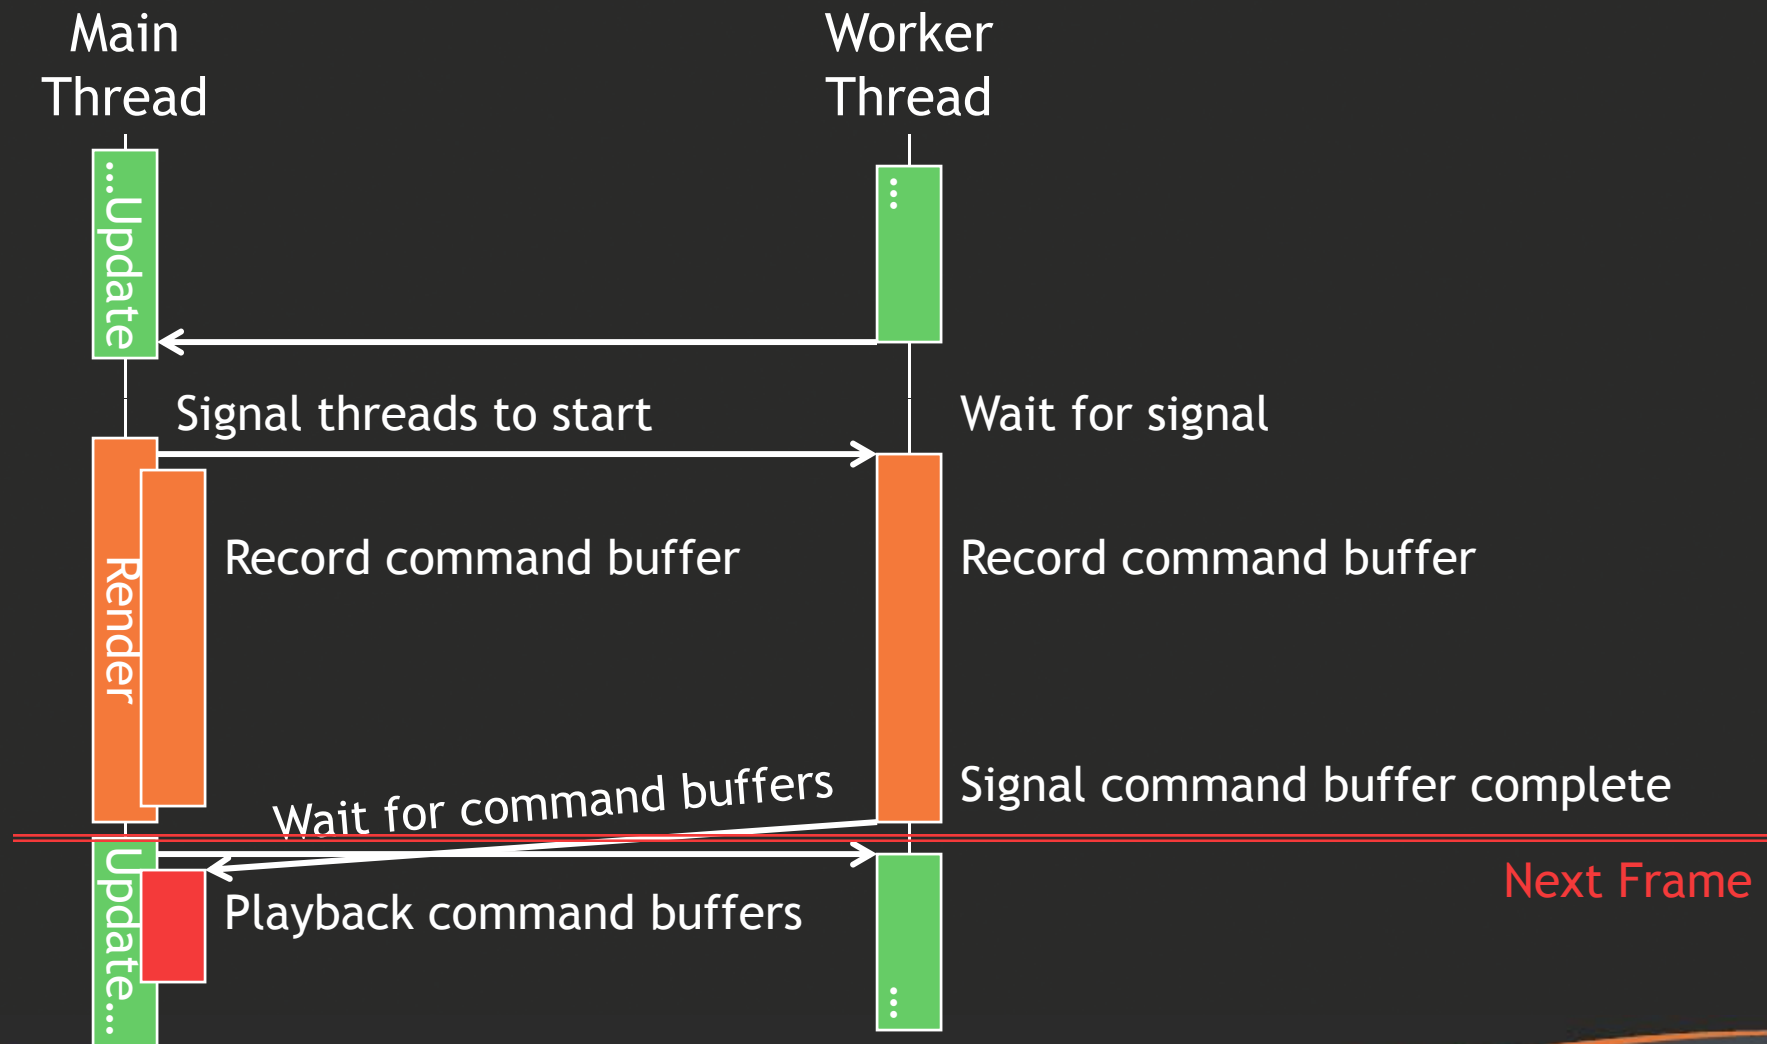 Main
Thread
Worker
Thread
...Update
...
Signal threads to start
Wait for signal
Render
Record command buffer
Record command buffer
Wait for command buffers
Signal command buffer complete
Next Frame
Update...
Playback command buffers
...